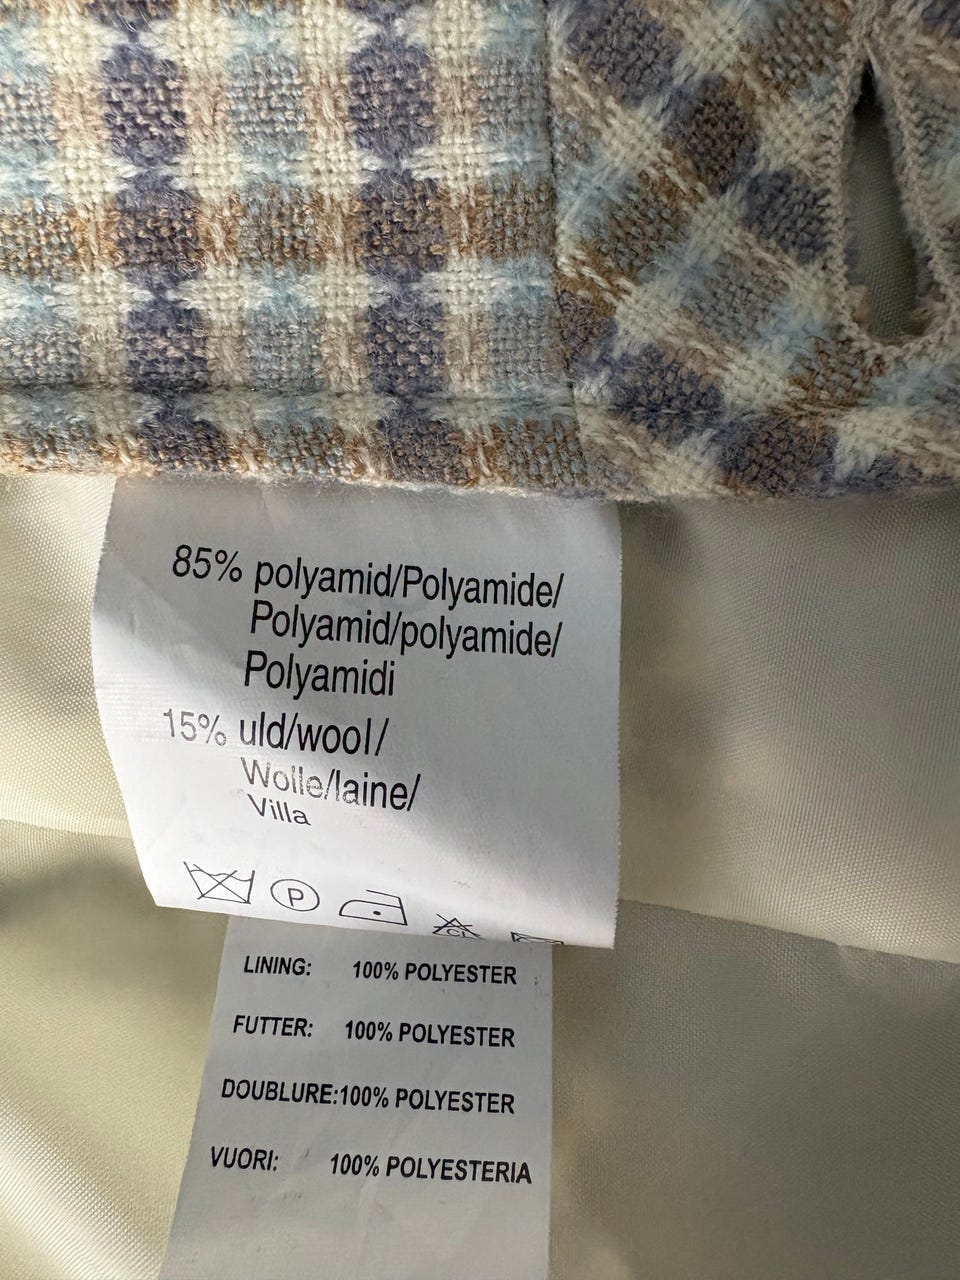 85% polyamid/Polyamide/
Polyamid/polyamide/
Polyamidi
15% uld/wool/
Wolle/laine/
Villa
P
CL
LINING: 100% POLYESTER
FUTTER: 100% POLYESTER
DOUBLURE:100% POLYESTER
VUORI: 100% POLYESTERIA